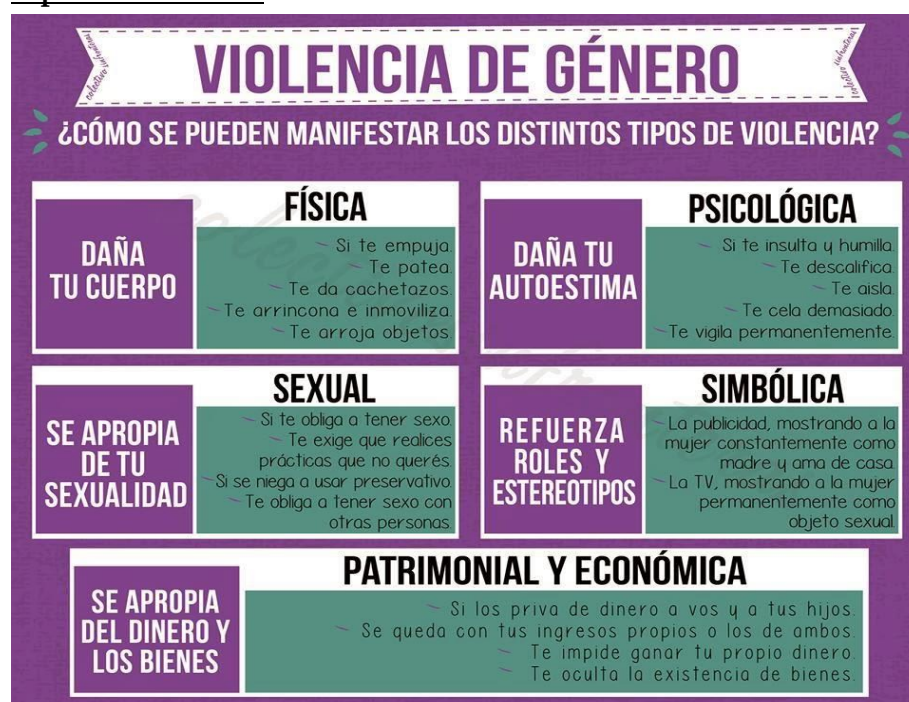 colectivo sinfronteras
VIOLENCIA DE GÉNERO
colectivo sinfronteras
¿CÓMO SE PUEDEN MANIFESTAR LOS DISTINTOS TIPOS DE VIOLENCIA?
FÍSICA
DAÑA
TU CUERPO
- Si te empuja.
- Te patea.
- Te da cachetazos.
- Te arrincona e inmoviliza.
- Te arroja objetos.
PSICOLÓGICA
DAÑA TU
AUTOESTIMA
- Si te insulta y humilla.
- Te descalifica.
- Te aisla.
- Te cela demasiado.
- Te vigila permanentemente.
SEXUAL
SE APROPIA
DE TU
SEXUALIDAD
- Si te obliga a tener sexo.
- Te exige que realices
prácticas que no querés.
- Si se niega a usar preservativo
- Te obliga a tener sexo con
otras personas.
SIMBÓLICA
REFUERZA
ROLES Y
ESTEREOTIPOS
- La publicidad, mostrando a la
mujer constantemente como
madre y ama de casa.
- La TV, mostrando a la mujer
permanentemente como
objeto sexual.
PATRIMONIAL Y ECONÓMICA
SE APROPIA
DEL DINERO Y
LOS BIENES
- Si los priva de dinero a vos y a tus hijos.
- Se queda con tus ingresos propios o los de ambos.
- Te impide ganar tu propio dinero.
- Te oculta la existencia de bienes.